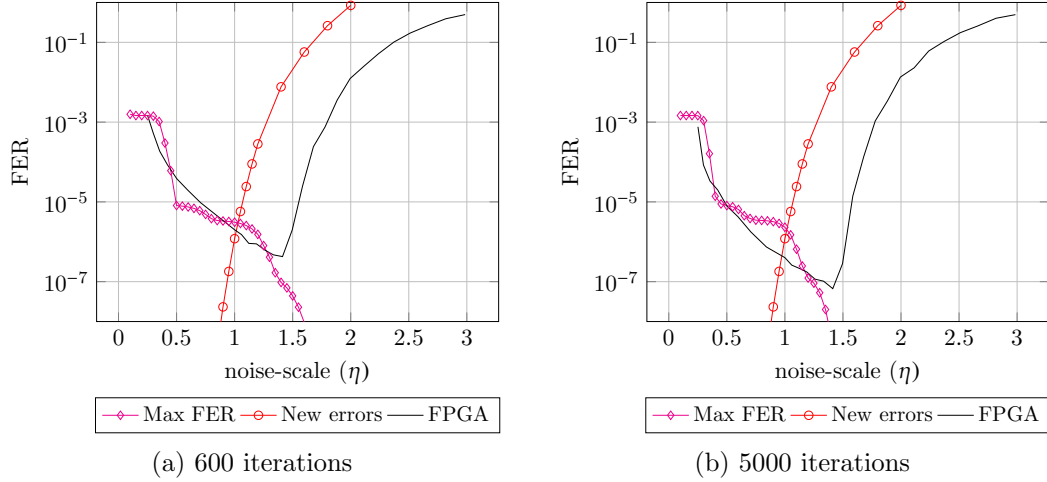 10^{-1}
10^{-3}
10^{-5}
10^{-7}
FER
0 0.5 1 1.5 2 2.5 3
noise-scale (η)
Max FER New errors FPGA
(a) 600 iterations
10^{-1}
10^{-3}
10^{-5}
10^{-7}
FER
0 0.5 1 1.5 2 2.5 3
noise-scale (η)
Max FER New errors FPGA
(b) 5000 iterations